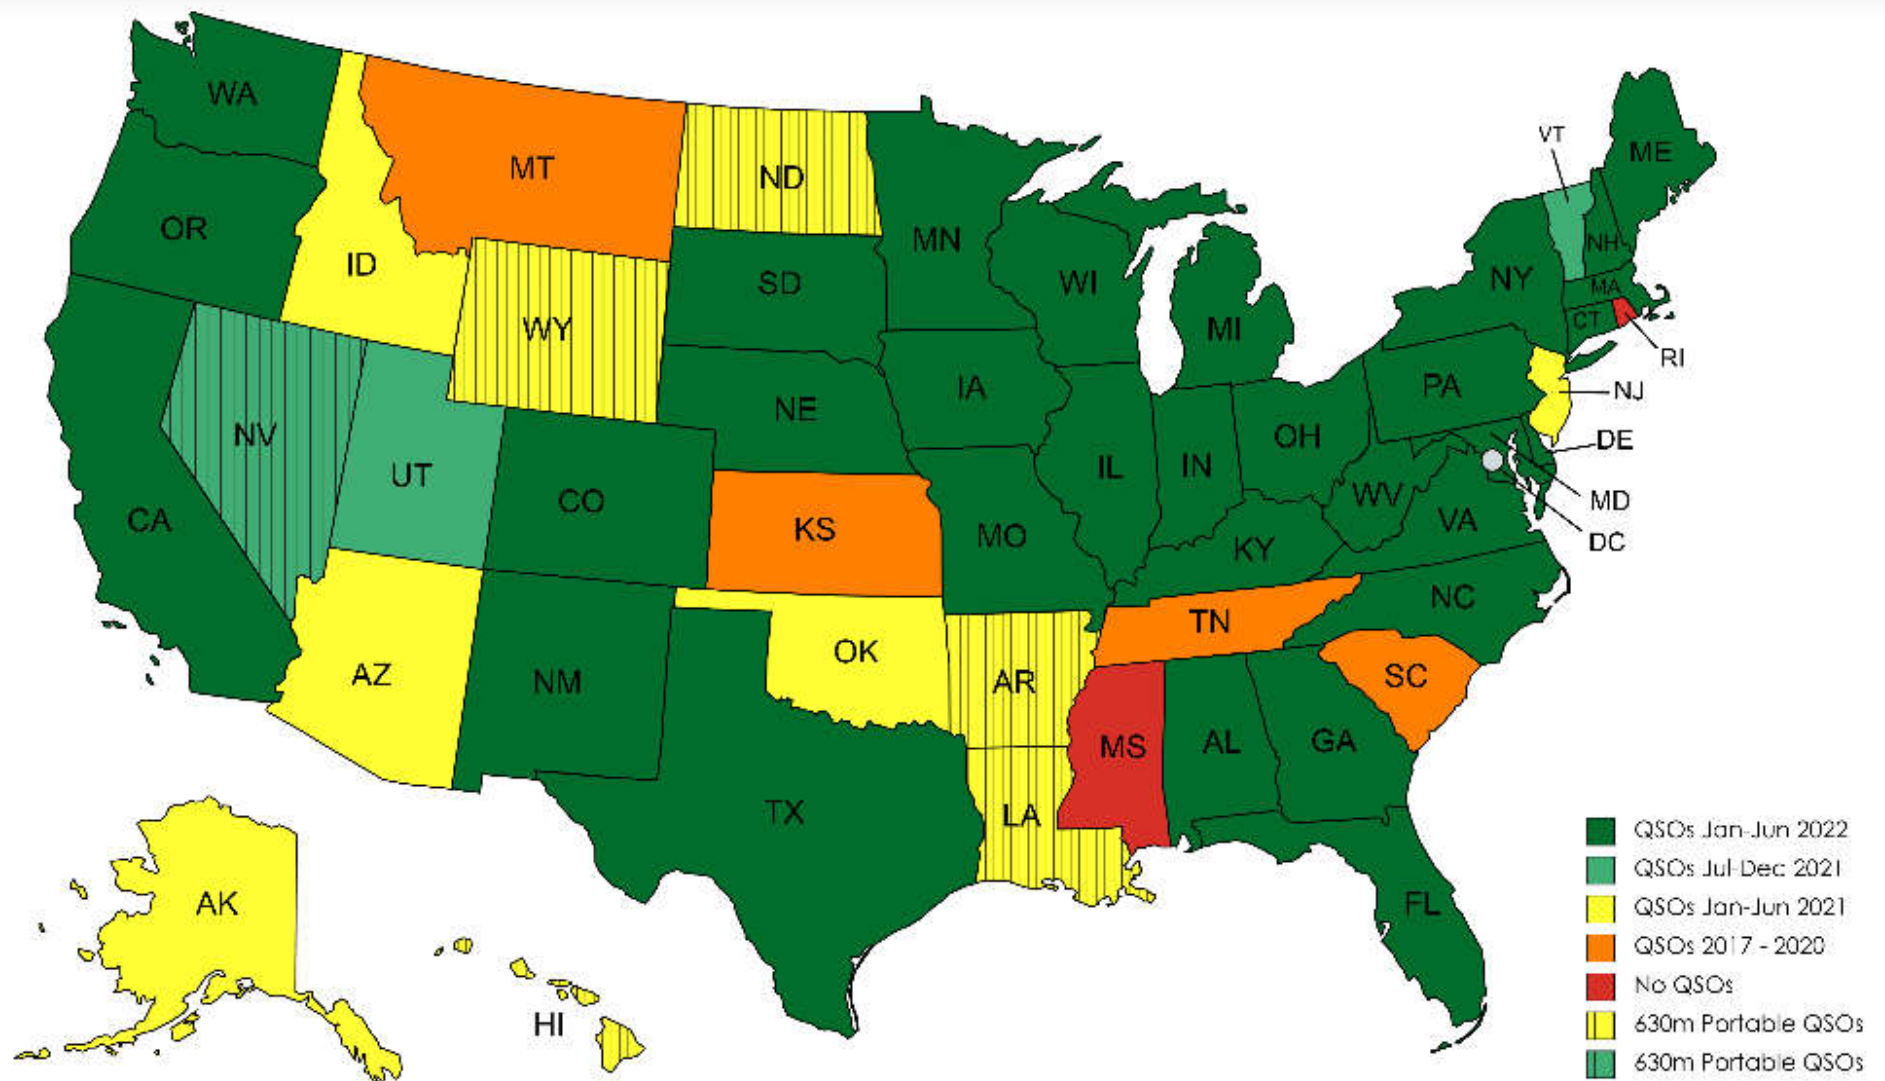 WA
OR
CA
NV
ID
MT
WY
UT
AZ
CO
NM
ND
SD
NE
KS
OK
TX
MN
IA
MO
AR
LA
WI
IL
MI
IN
OH
KY
TN
MS
AL
GA
FL
SC
NC
VA
WV
PA
NY
VT
NH
ME
MA
CT
RI
NJ
DE
MD
DC
AK
HI
QSOs Jan-Jun 2022
QSOs Jul-Dec 2021
QSOs Jan-Jun 2021
QSOs 2017 - 2020
No QSOs
630m Portable QSOs
630m Portable QSOs